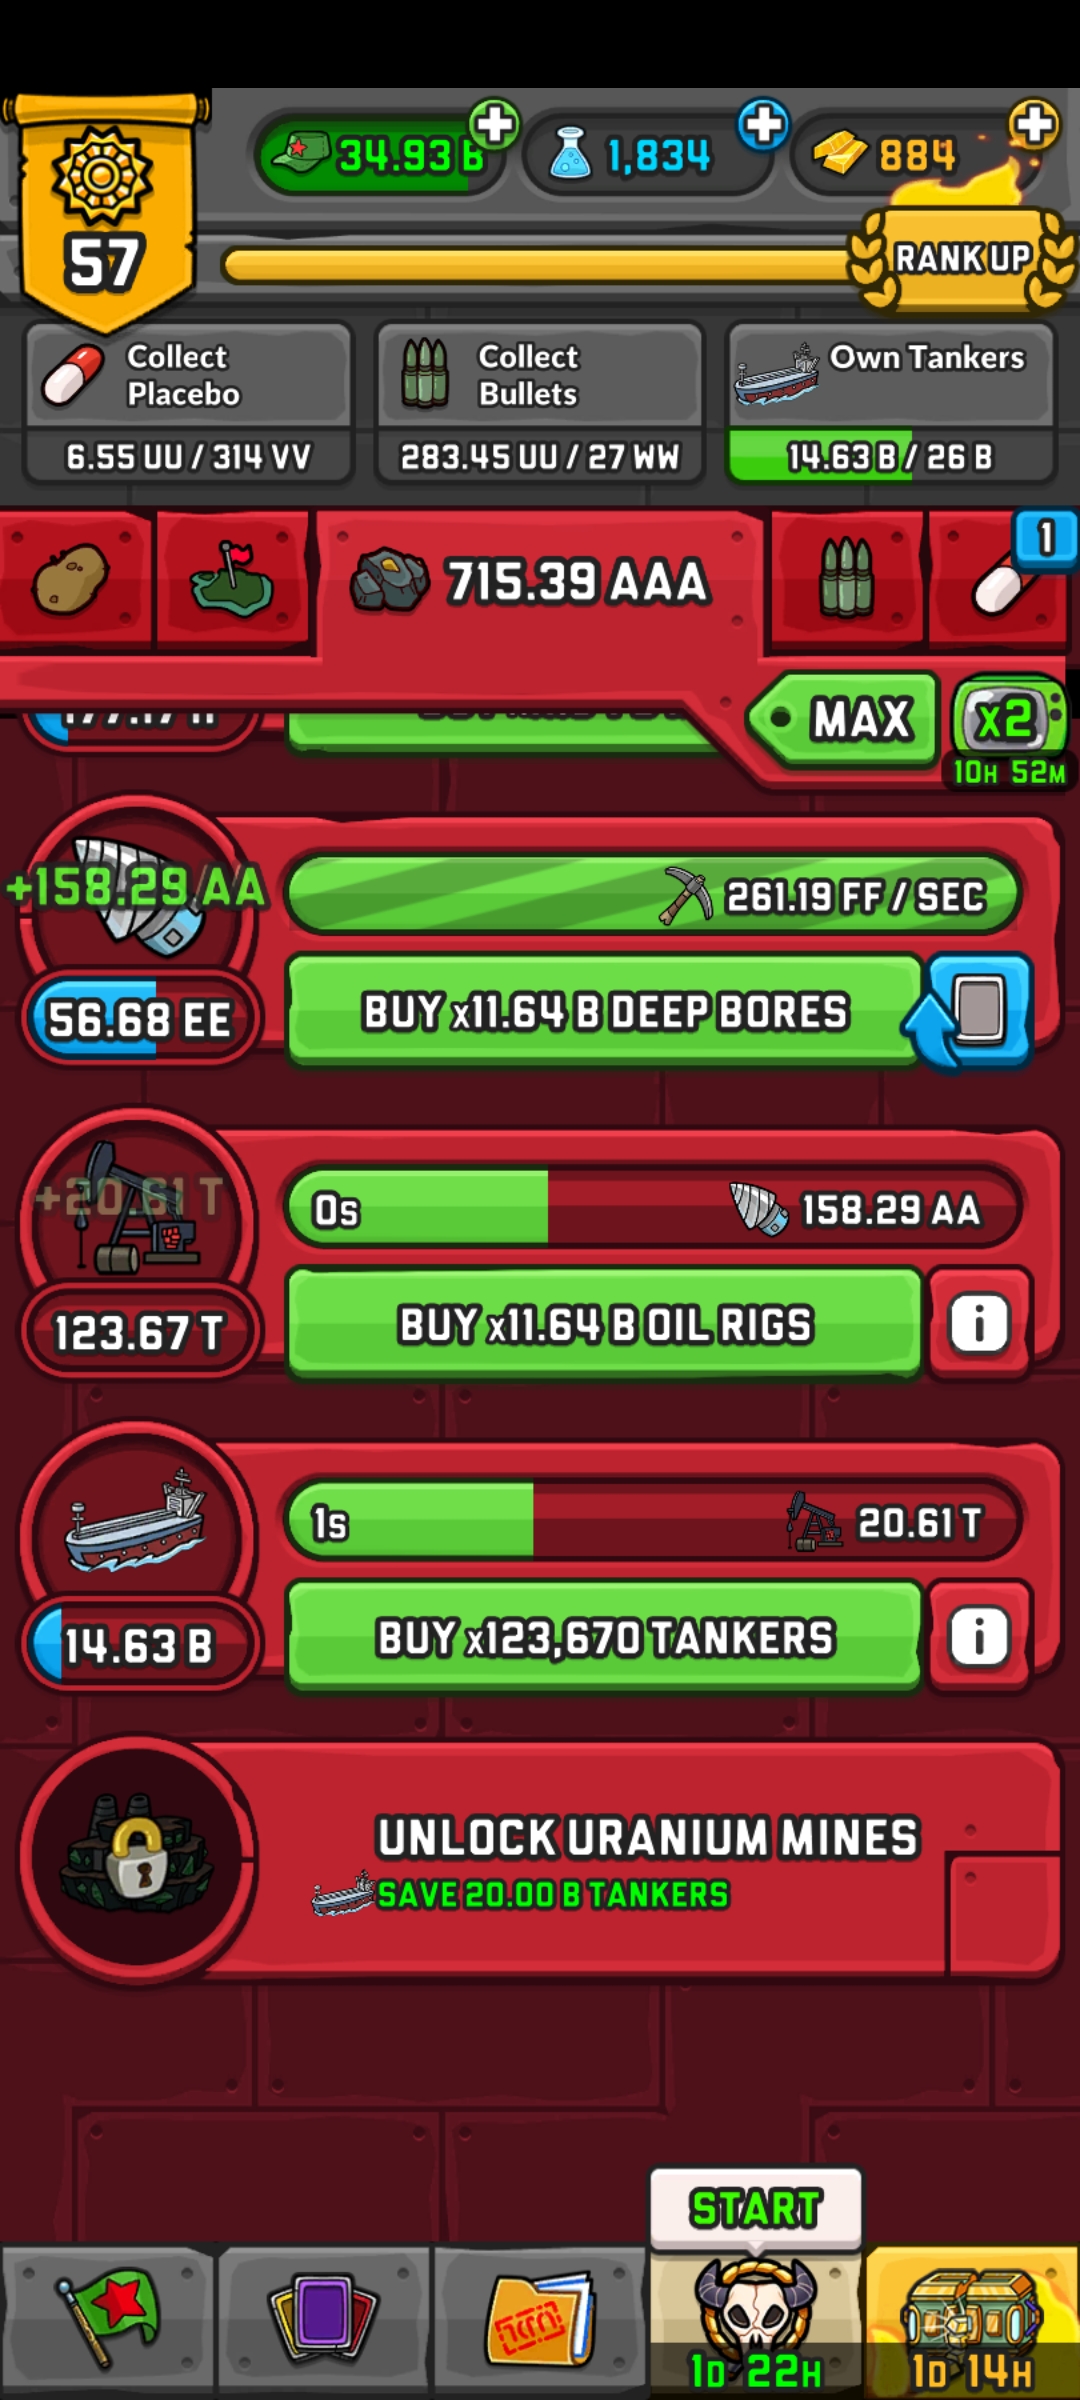 34.93 B
1,834
884
57
RANK UP
Collect
Placebo
6.55 UU / 314 VV
Collect
Bullets
283.45 UU / 27 WW
Own Tankers
14.63 B / 26 B
715.39 AAA
1
MAX
x2
10H 52M
+158.29 AA
261.19 FF / SEC
56.68 EE
BUY x11.64 B DEEP BORES
+20.61 T
0s
158.29 AA
123.67 T
BUY x11.64 B OIL RIGS
i
1s
20.61 T
14.63 B
BUY x123,670 TANKERS
i
UNLOCK URANIUM MINES
SAVE 20.00 B TANKERS
START
1D 22H
1D 14H